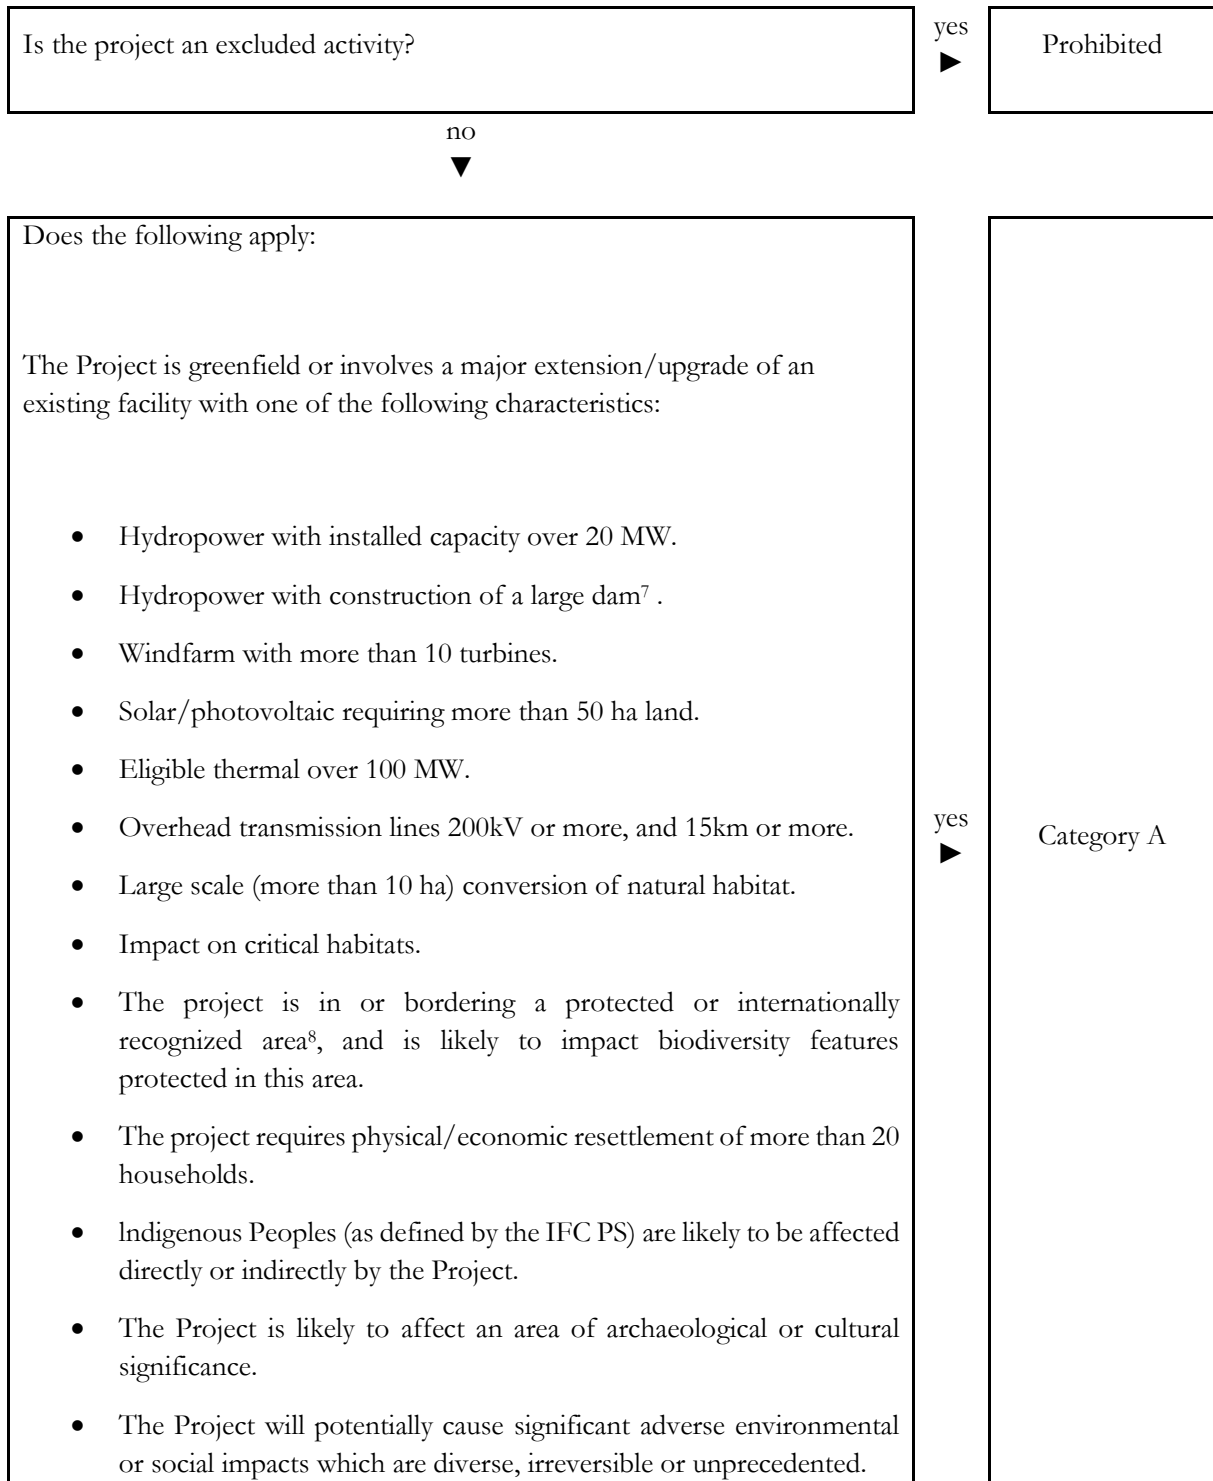 Is the project an excluded activity?
yes
►
Prohibited
no
▼
Does the following apply:
The Project is greenfield or involves a major extension/upgrade of an
existing facility with one of the following characteristics:
• Hydropower with installed capacity over 20 MW.
• Hydropower with construction of a large dam⁷ .
• Windfarm with more than 10 turbines.
• Solar/photovoltaic requiring more than 50 ha land.
• Eligible thermal over 100 MW.
• Overhead transmission lines 200kV or more, and 15km or more.
• Large scale (more than 10 ha) conversion of natural habitat.
• Impact on critical habitats.
• The project is in or bordering a protected or internationally
recognized area⁸, and is likely to impact biodiversity features
protected in this area.
• The project requires physical/economic resettlement of more than 20
households.
• lndigenous Peoples (as defined by the IFC PS) are likely to be affected
directly or indirectly by the Project.
• The Project is likely to affect an area of archaeological or cultural
significance.
• The Project will potentially cause significant adverse environmental
or social impacts which are diverse, irreversible or unprecedented.
yes
►
Category A